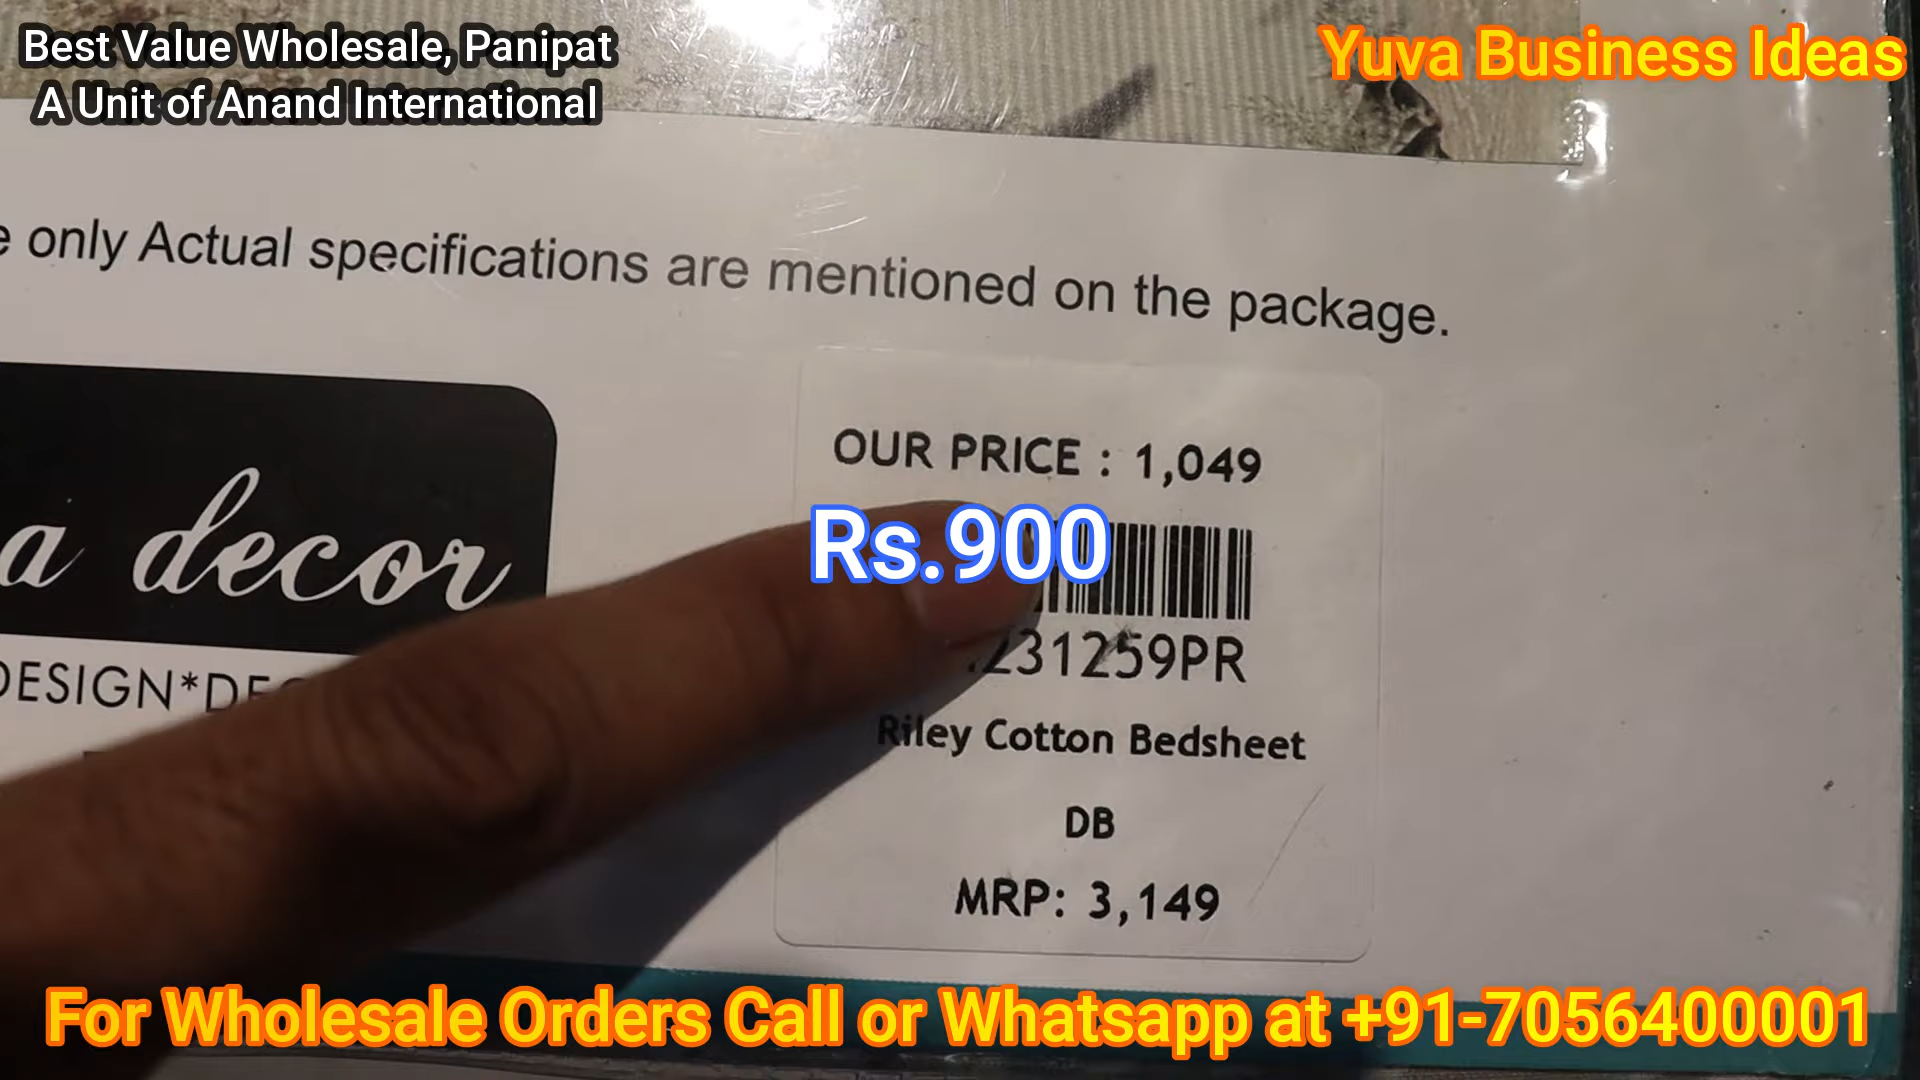 Best Value Wholesale, Panipat
A Unit of Anand International
Yuva Business Ideas
only Actual specifications are mentioned on the package.
OUR PRICE : 1,049
Rs.900
a decor
231259PR
DESIGN*DE
Riley Cotton Bedsheet
DB
MRP: 3,149
For Wholesale Orders Call or Whatsapp at +91-7056400001